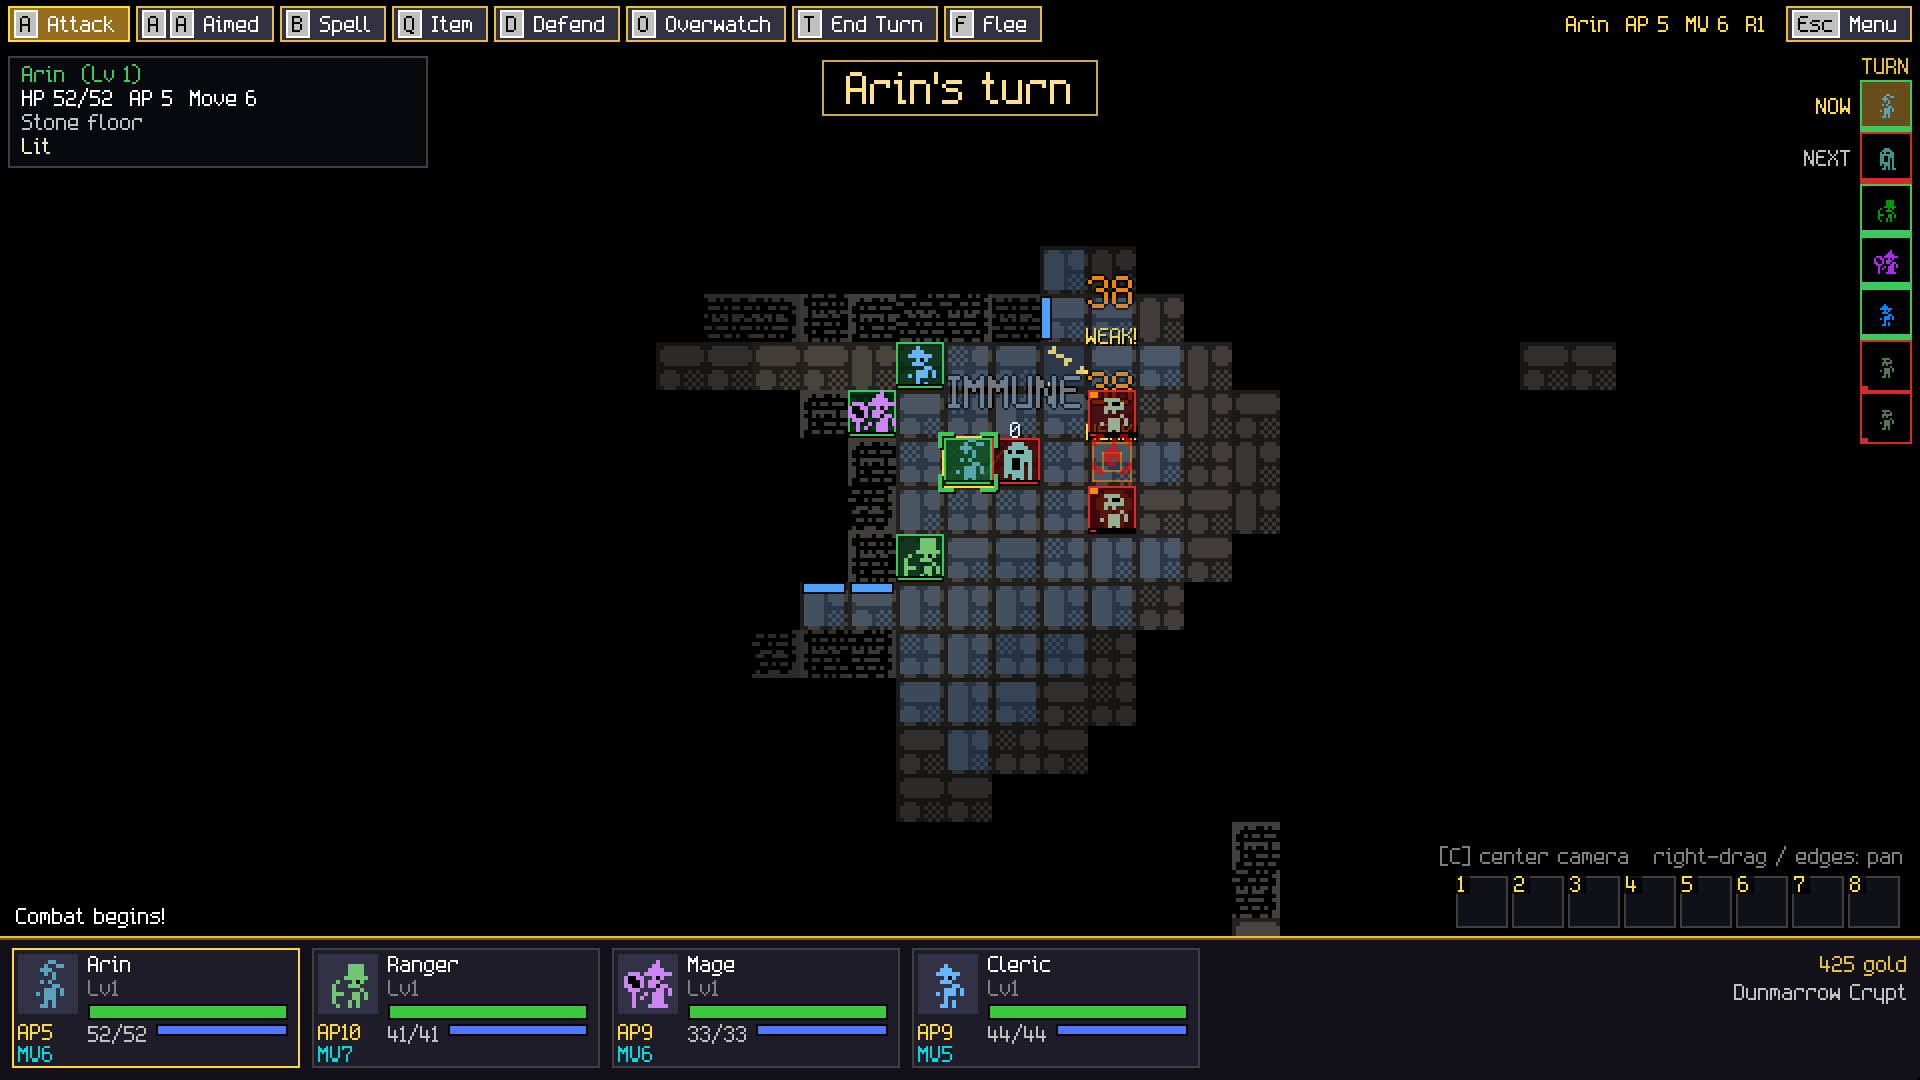 A Attack A A Aimed B Spell Q Item D Defend O Overwatch T End Turn F Flee Arin AP 5 MV 6 R1 Esc Menu
Arin (Lv 1)
HP 52/52 AP 5 Move 6
Stone floor
Lit
Arin's turn
TURN
NOW
NEXT
38
WEAK!
38
IMMUNE
0
[C] center camera right-drag / edges: pan
1 2 3 4 5 6 7 8
Combat begins!
Arin
Lv1
AP5 52/52
MV6
Ranger
Lv1
AP10 41/41
MV7
Mage
Lv1
AP9 33/33
MV6
Cleric
Lv1
AP9 44/44
MV5
425 gold
Dunmarrow Crypt